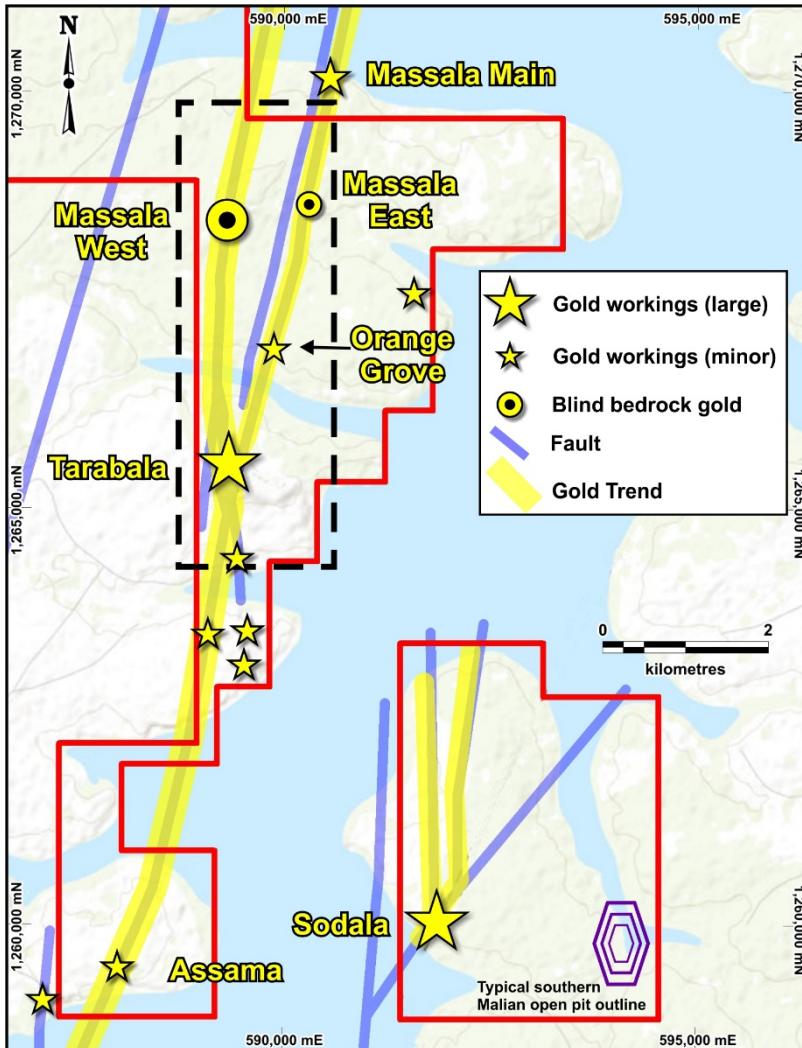 590,000 mE
595,000 mE
N
1,270,000 mN
1,270,000 mN
Massala Main
Massala
East
Massala
West
Gold workings (large)
Gold workings (minor)
Blind bedrock gold
Fault
Gold Trend
Orange
Grove
Tarabala
1,265,000 mN
1,265,000 mN
0
2
kilometres
Sodala
Assama
1,260,000 mN
1,260,000 mN
Typical southern
Malian open pit outline
590,000 mE
595,000 mE